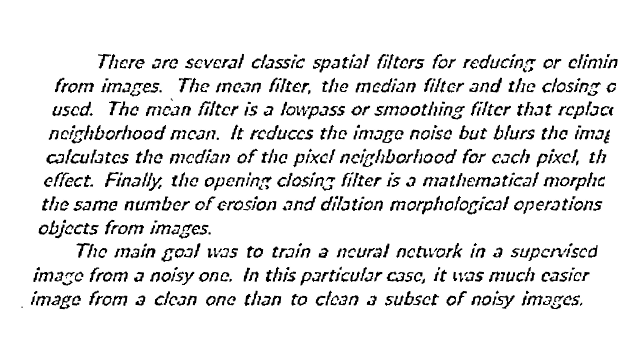 There are several classic spatial filters for reducing or elimin
from images. The mean filter, the median filter and the closing o
used. The mean filter is a lowpass or smoothing filter that replace
neighborhood mean. It reduces the image noise but blurs the imag
calculates the median of the pixel neighborhood for each pixel, th
effect. Finally, the opening closing filter is a mathematical morpho
the same number of erosion and dilation morphological operations
objects from images.
The main goal was to train a neural network in a supervised
image from a noisy one. In this particular case, it was much easier
image from a clean one than to clean a subset of noisy images.